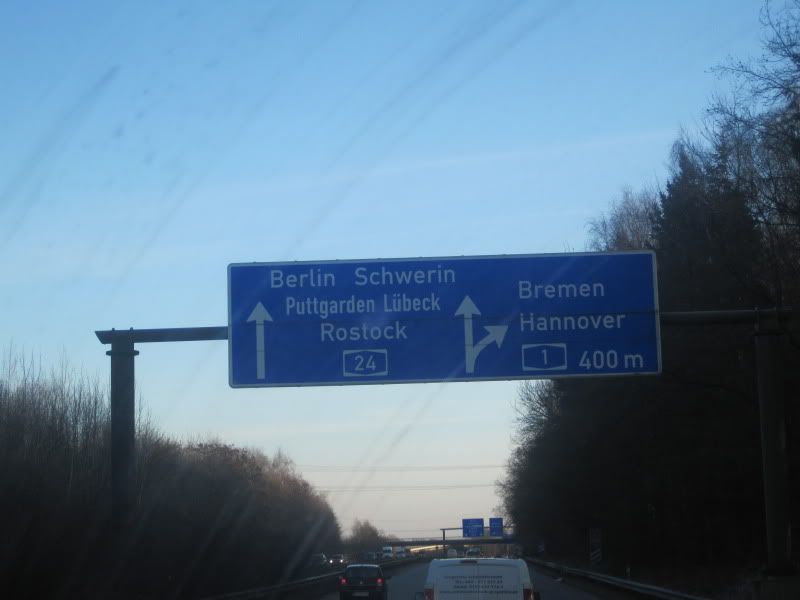 Berlin Schwerin
Puttgarden Lübeck
Rostock
24
Bremen
Hannover
1 400 m